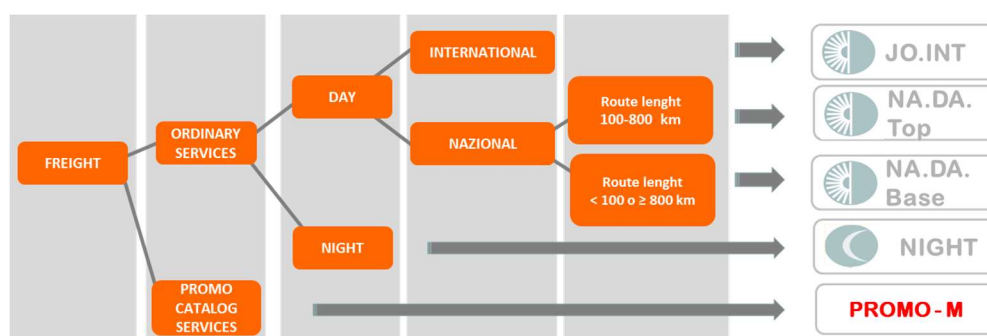 FREIGHT
ORDINARY
SERVICES
PROMO
CATALOG
SERVICES
DAY
NIGHT
INTERNATIONAL
NAZIONAL
Route lenght
100-800 km
Route lenght
< 100 o ≥ 800 km
JO.INT
NA.DA.
Top
NA.DA.
Base
NIGHT
PROMO - M